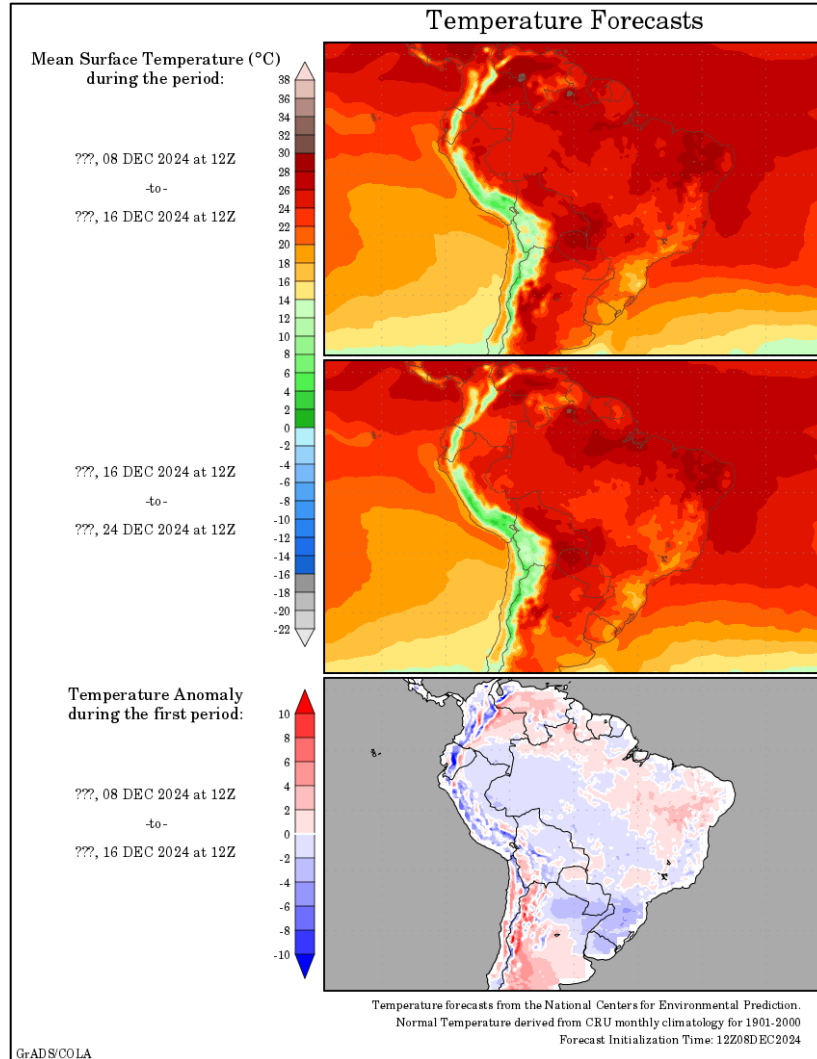 Temperature Forecasts
Mean Surface Temperature (°C)
during the period:
???, 08 DEC 2024 at 12Z
-to-
???, 16 DEC 2024 at 12Z
38
36
34
32
30
28
26
24
22
20
18
16
14
12
10
8
6
4
2
0
-2
-4
-6
-8
-10
-12
-14
-16
-18
-20
-22
???, 16 DEC 2024 at 12Z
-to-
???, 24 DEC 2024 at 12Z
Temperature Anomaly
during the first period:
???, 08 DEC 2024 at 12Z
-to-
???, 16 DEC 2024 at 12Z
10
8
6
4
2
0
-2
-4
-6
-8
-10
Temperature forecasts from the National Centers for Environmental Prediction.
Normal Temperature derived from CRU monthly climatology for 1901-2000
Forecast Initialization Time: 12Z08DEC2024
GrADS/COLA